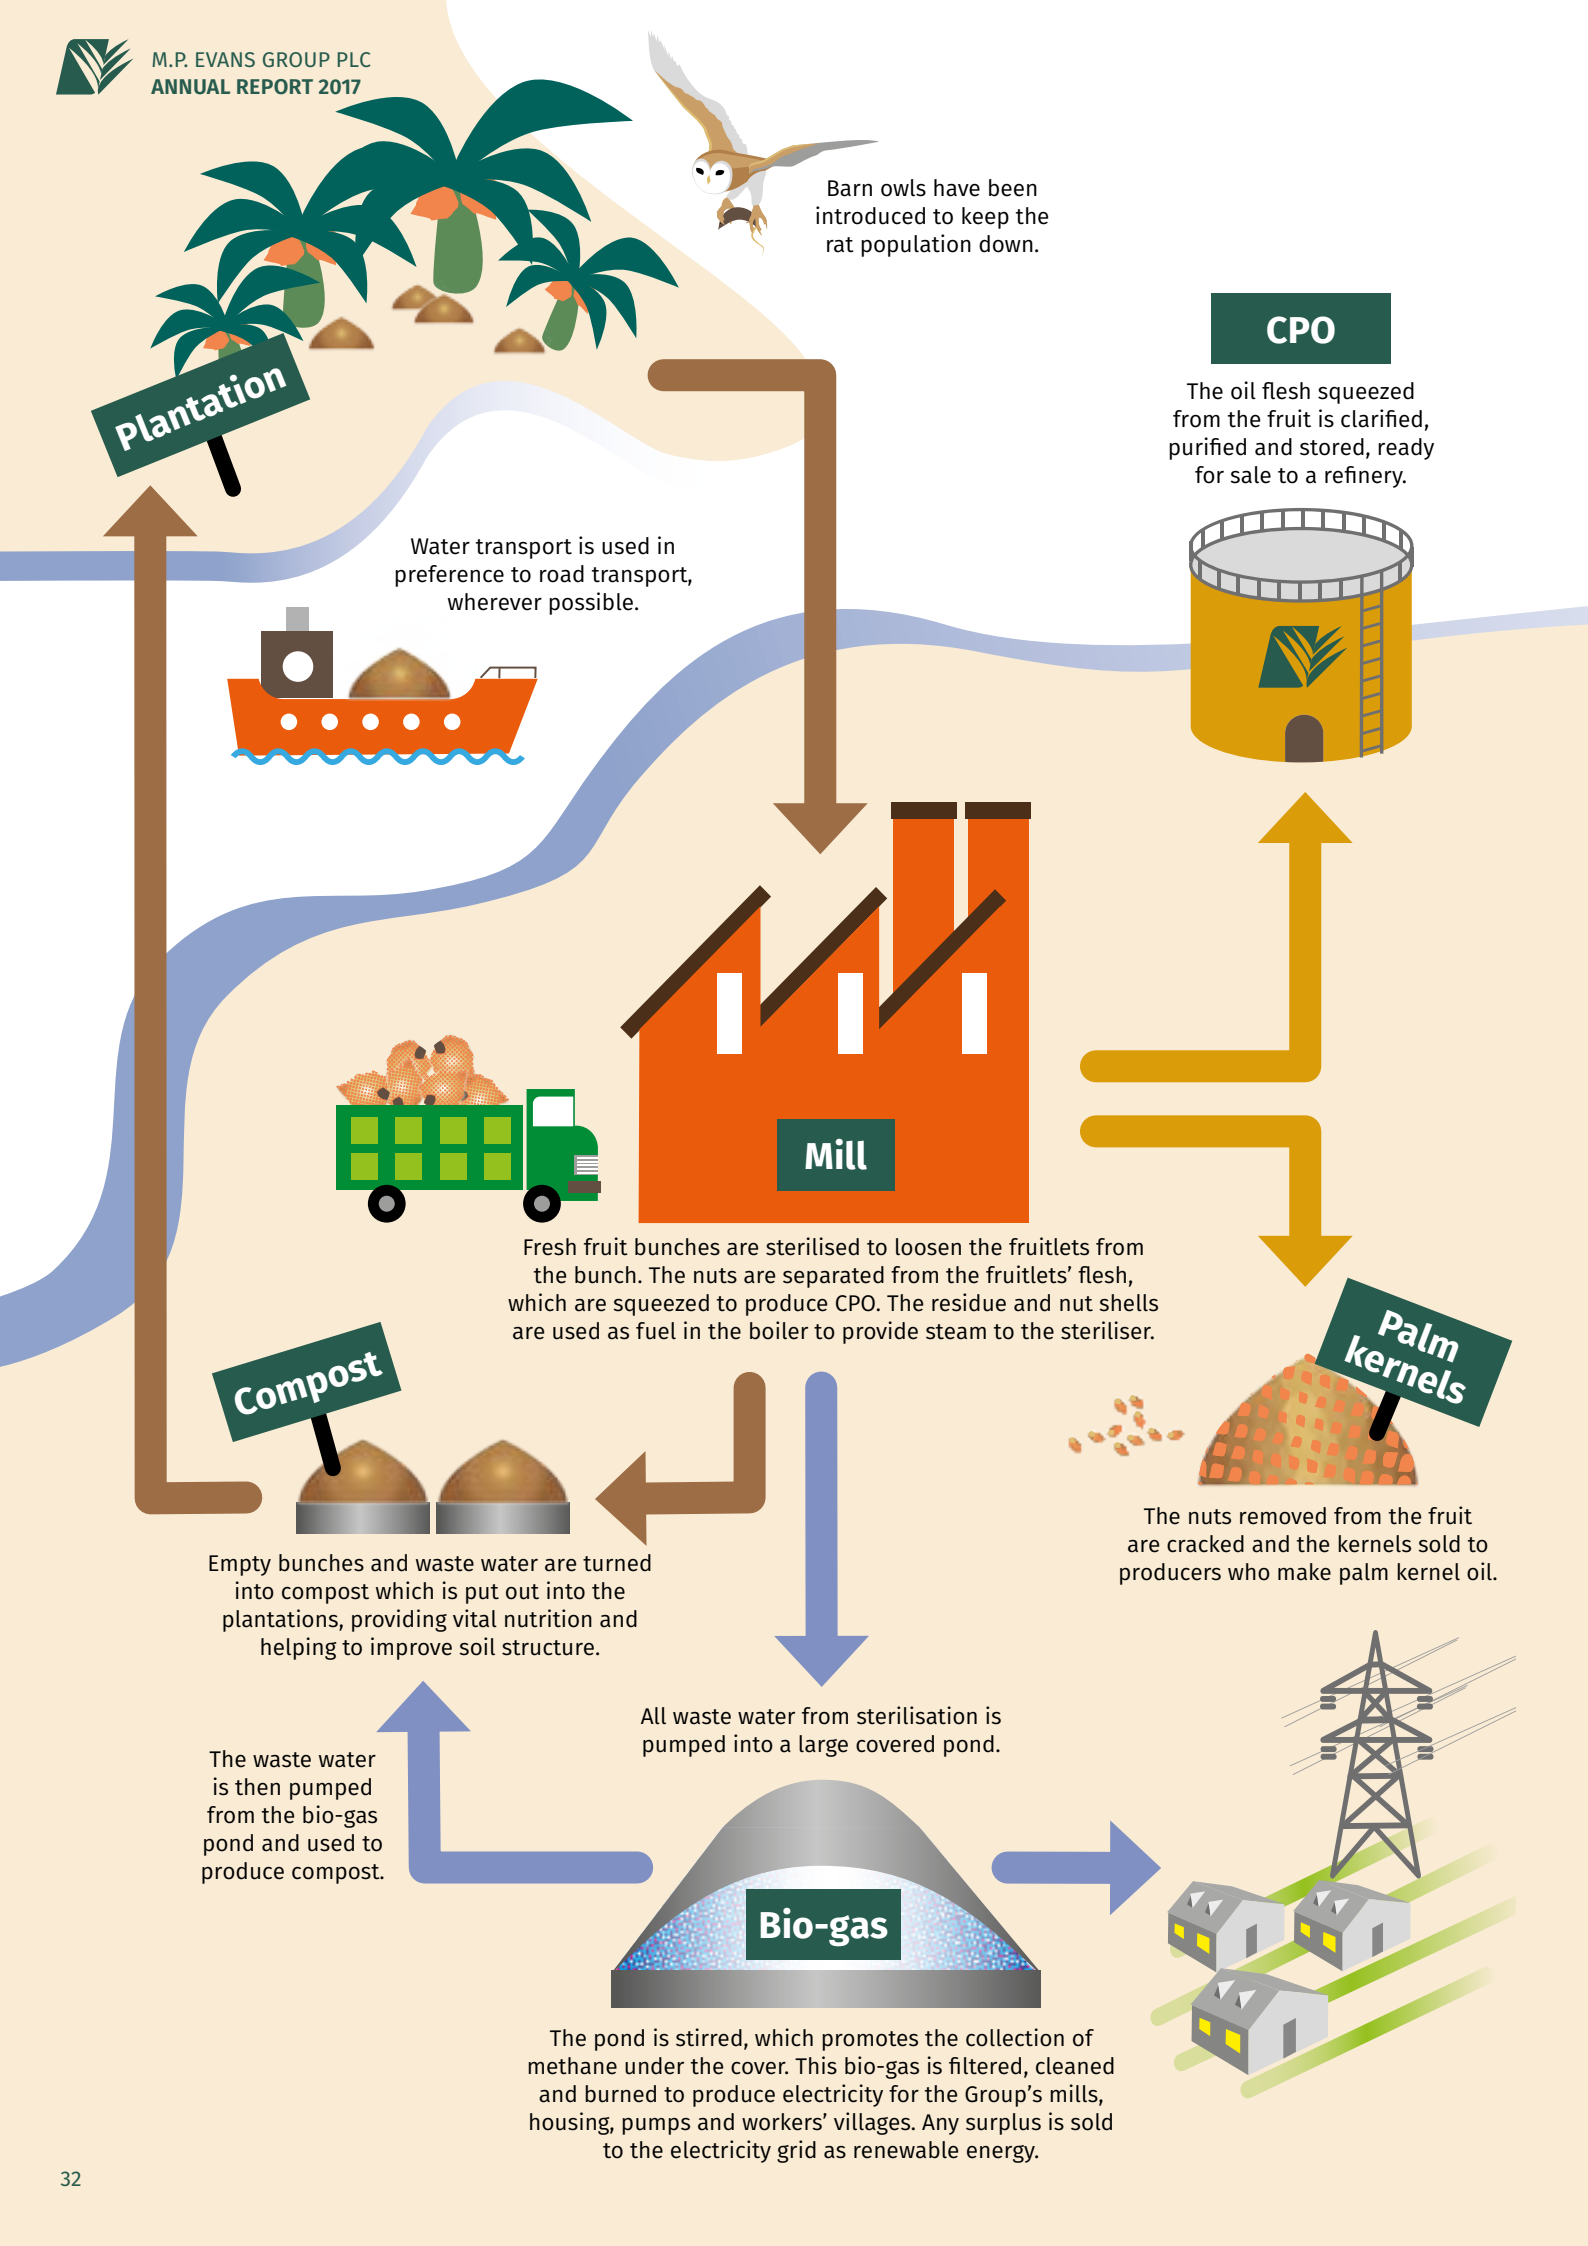 M.P. EVANS GROUP PLC
ANNUAL REPORT 2017
Barn owls have been
introduced to keep the
rat population down.
CPO
The oil flesh squeezed
from the fruit is clarified,
purified and stored, ready
for sale to a refinery.
Plantation
Water transport is used in
preference to road transport,
wherever possible.
Mill
Fresh fruit bunches are sterilised to loosen the fruitlets from
the bunch. The nuts are separated from the fruitlets’ flesh,
which are squeezed to produce CPO. The residue and nut shells
are used as fuel in the boiler to provide steam to the steriliser.
Palm
kernels
Compost
The nuts removed from the fruit
are cracked and the kernels sold to
producers who make palm kernel oil.
Empty bunches and waste water are turned
into compost which is put out into the
plantations, providing vital nutrition and
helping to improve soil structure.
All waste water from sterilisation is
pumped into a large covered pond.
The waste water
is then pumped
from the bio-gas
pond and used to
produce compost.
Bio-gas
The pond is stirred, which promotes the collection of
methane under the cover. This bio-gas is filtered, cleaned
and burned to produce electricity for the Group’s mills,
housing, pumps and workers’ villages. Any surplus is sold
to the electricity grid as renewable energy.
32